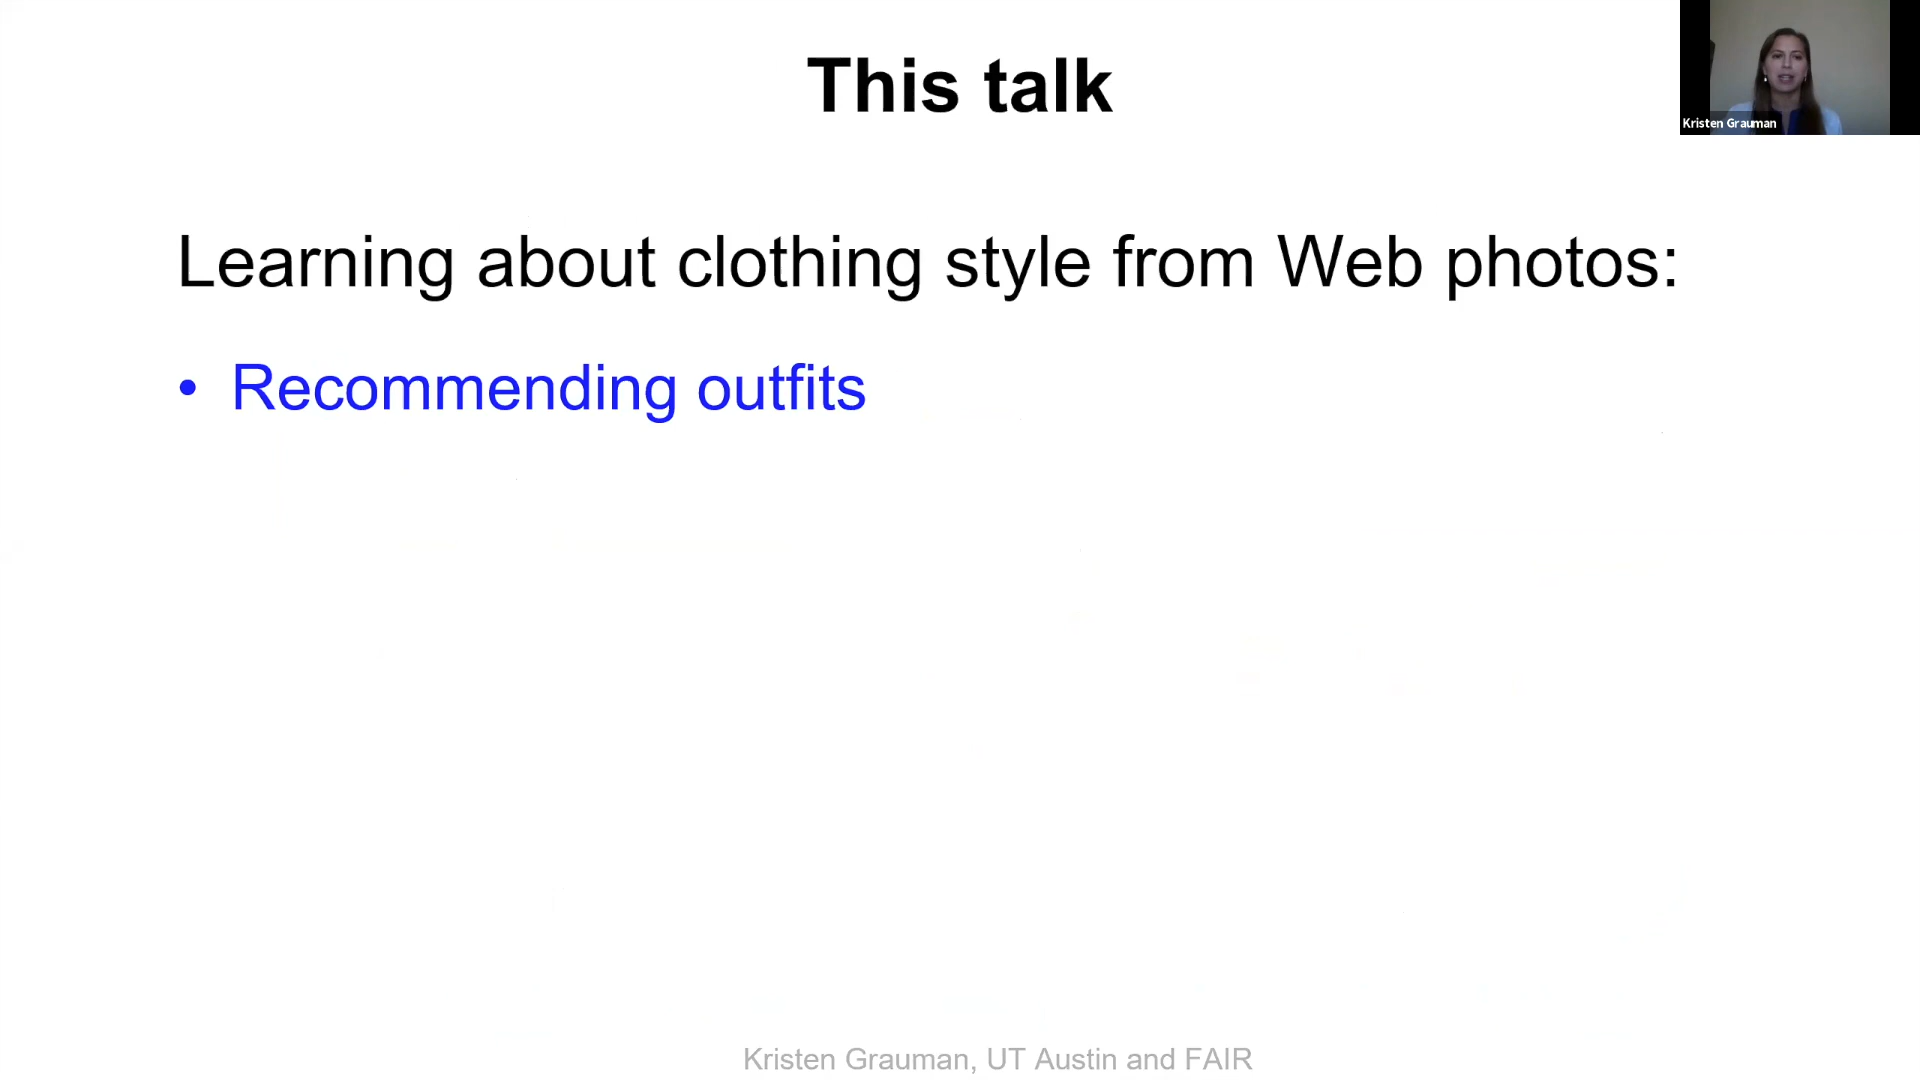 This talk
Kristen Grauman
Learning about clothing style from Web photos:
• Recommending outfits
Kristen Grauman, UT Austin and FAIR